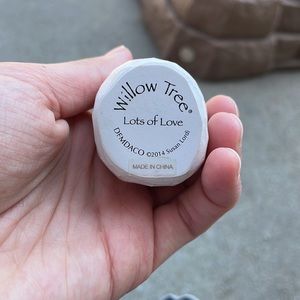 Willow Tree®
Lots of Love
DEMDACO ©2014 Susan Lordi
MADE IN CHINA